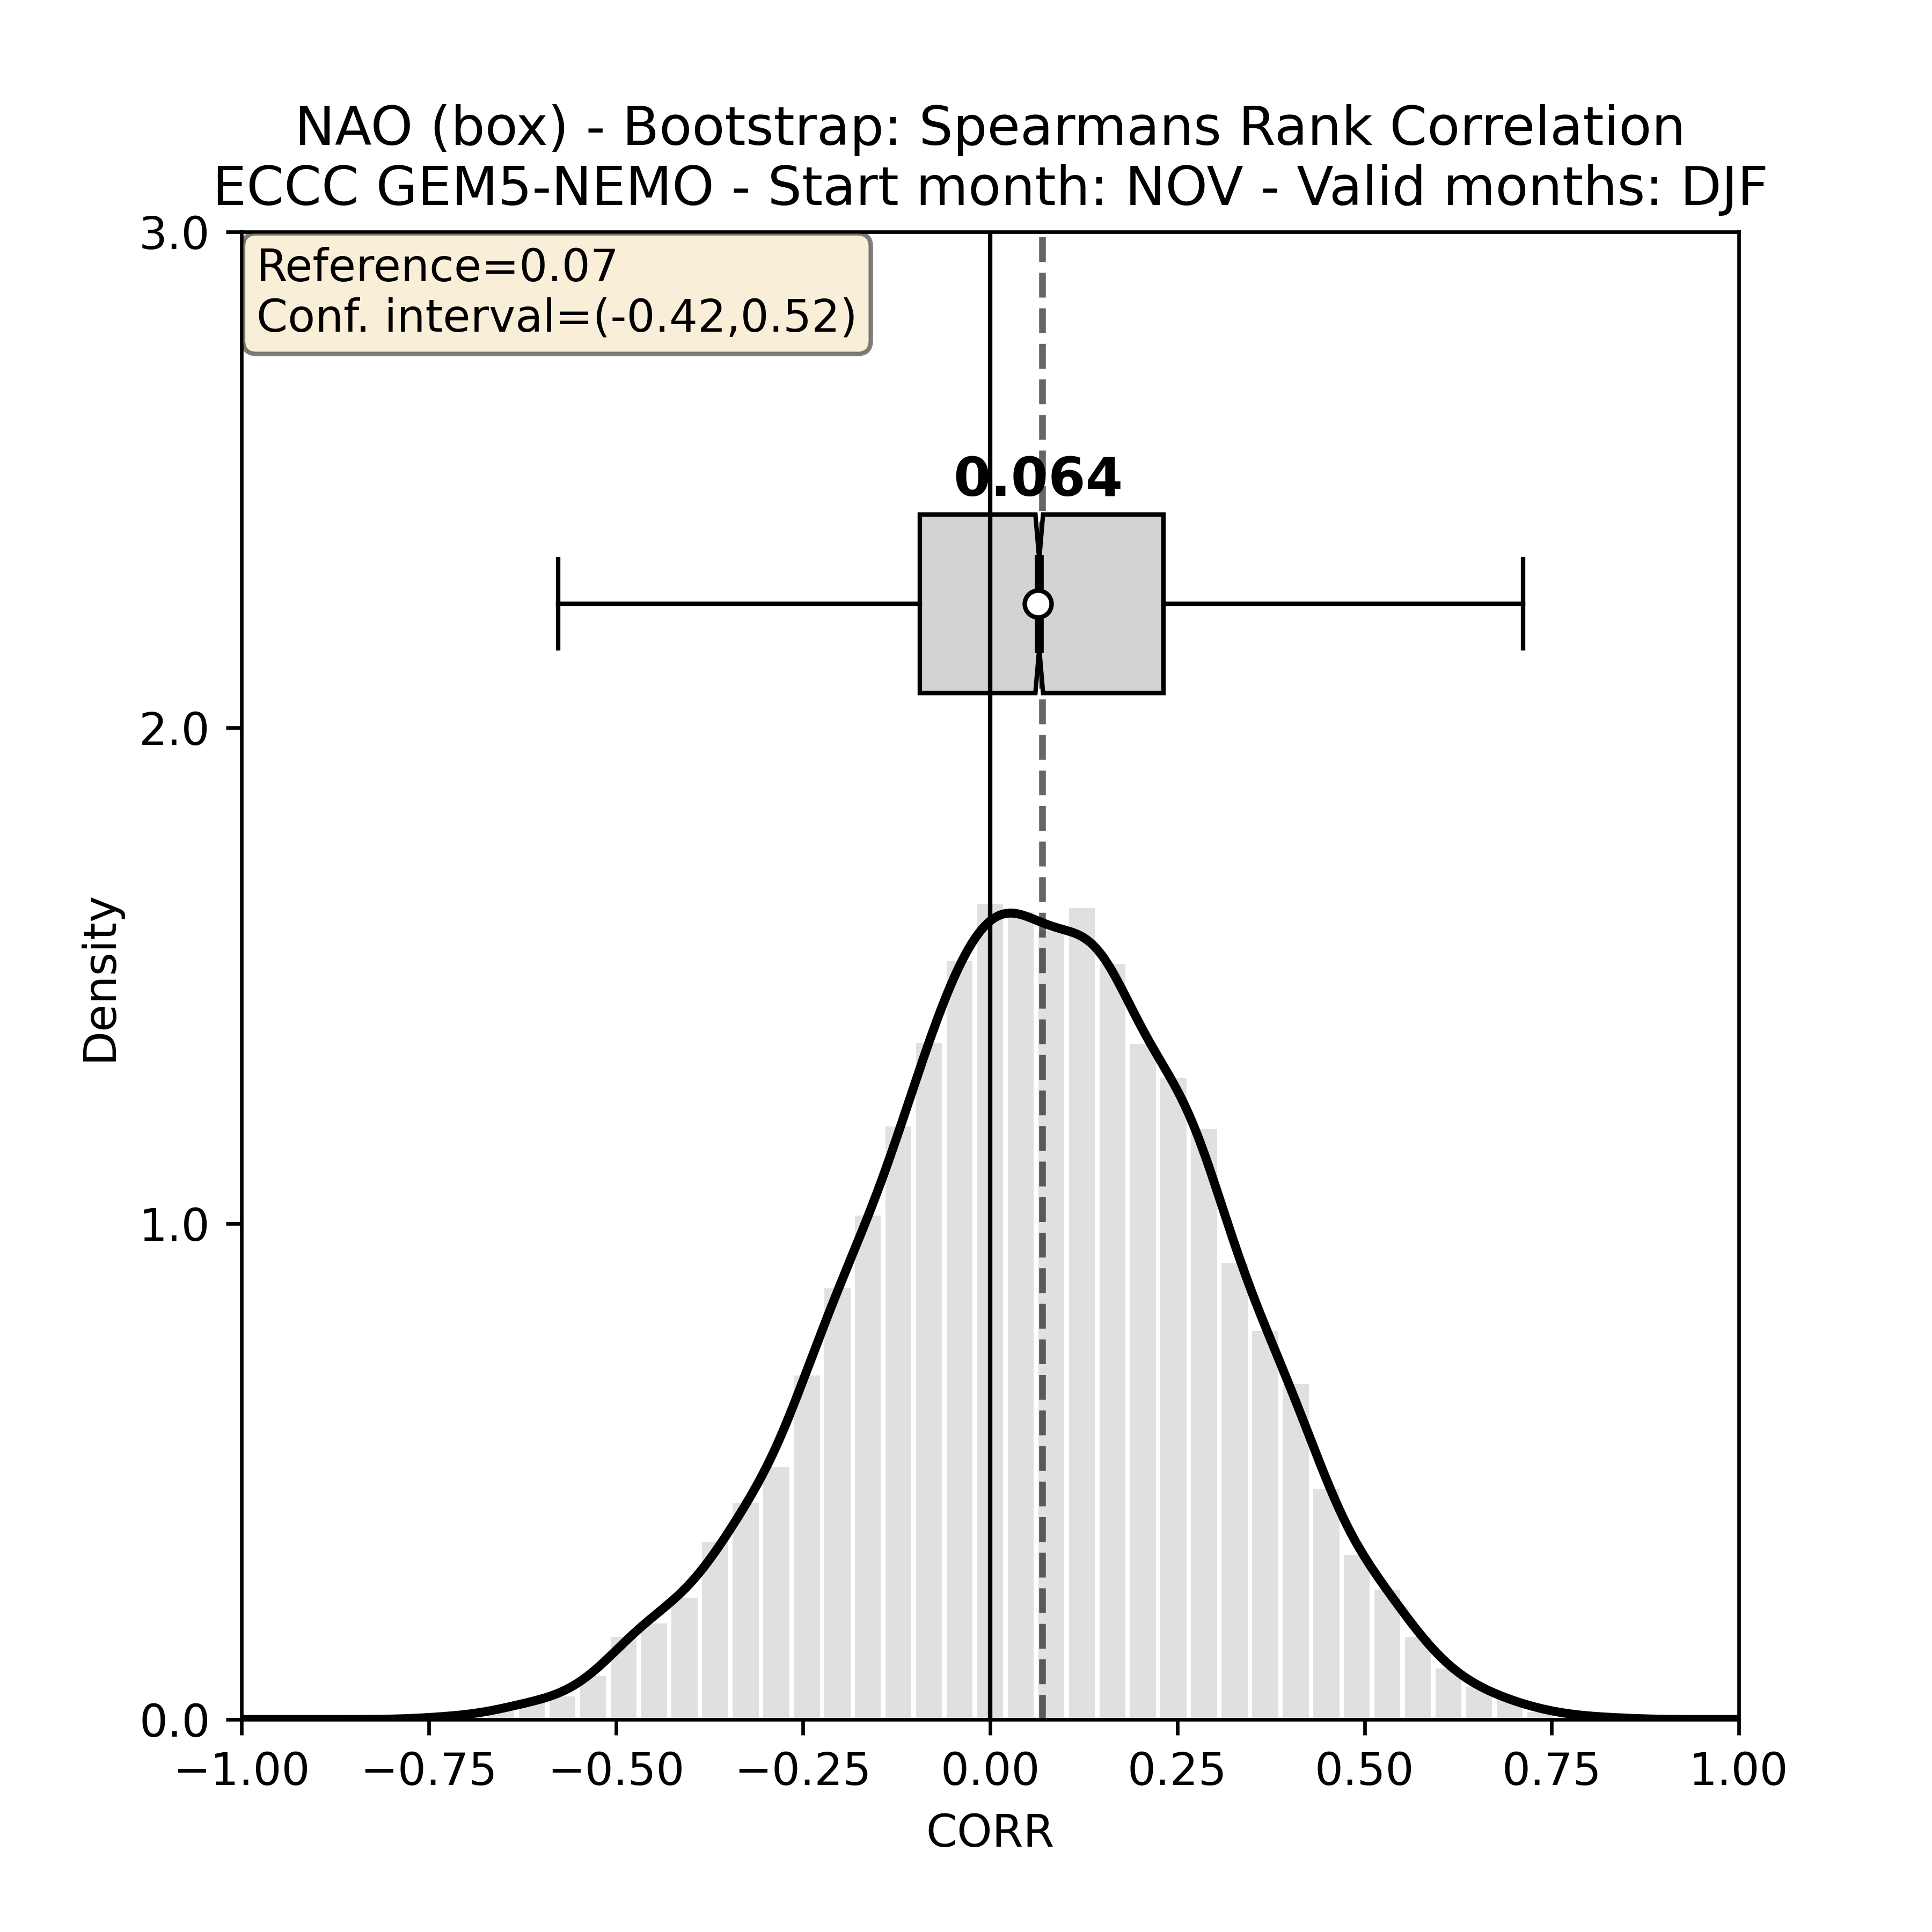 NAO (box) - Bootstrap: Spearmans Rank Correlation
ECCC GEM5-NEMO - Start month: NOV - Valid months: DJF
Reference=0.07
Conf. interval=(-0.42,0.52)
0.064
3.0
2.0
1.0
0.0
Density
−1.00 −0.75 −0.50 −0.25 0.00 0.25 0.50 0.75 1.00
CORR